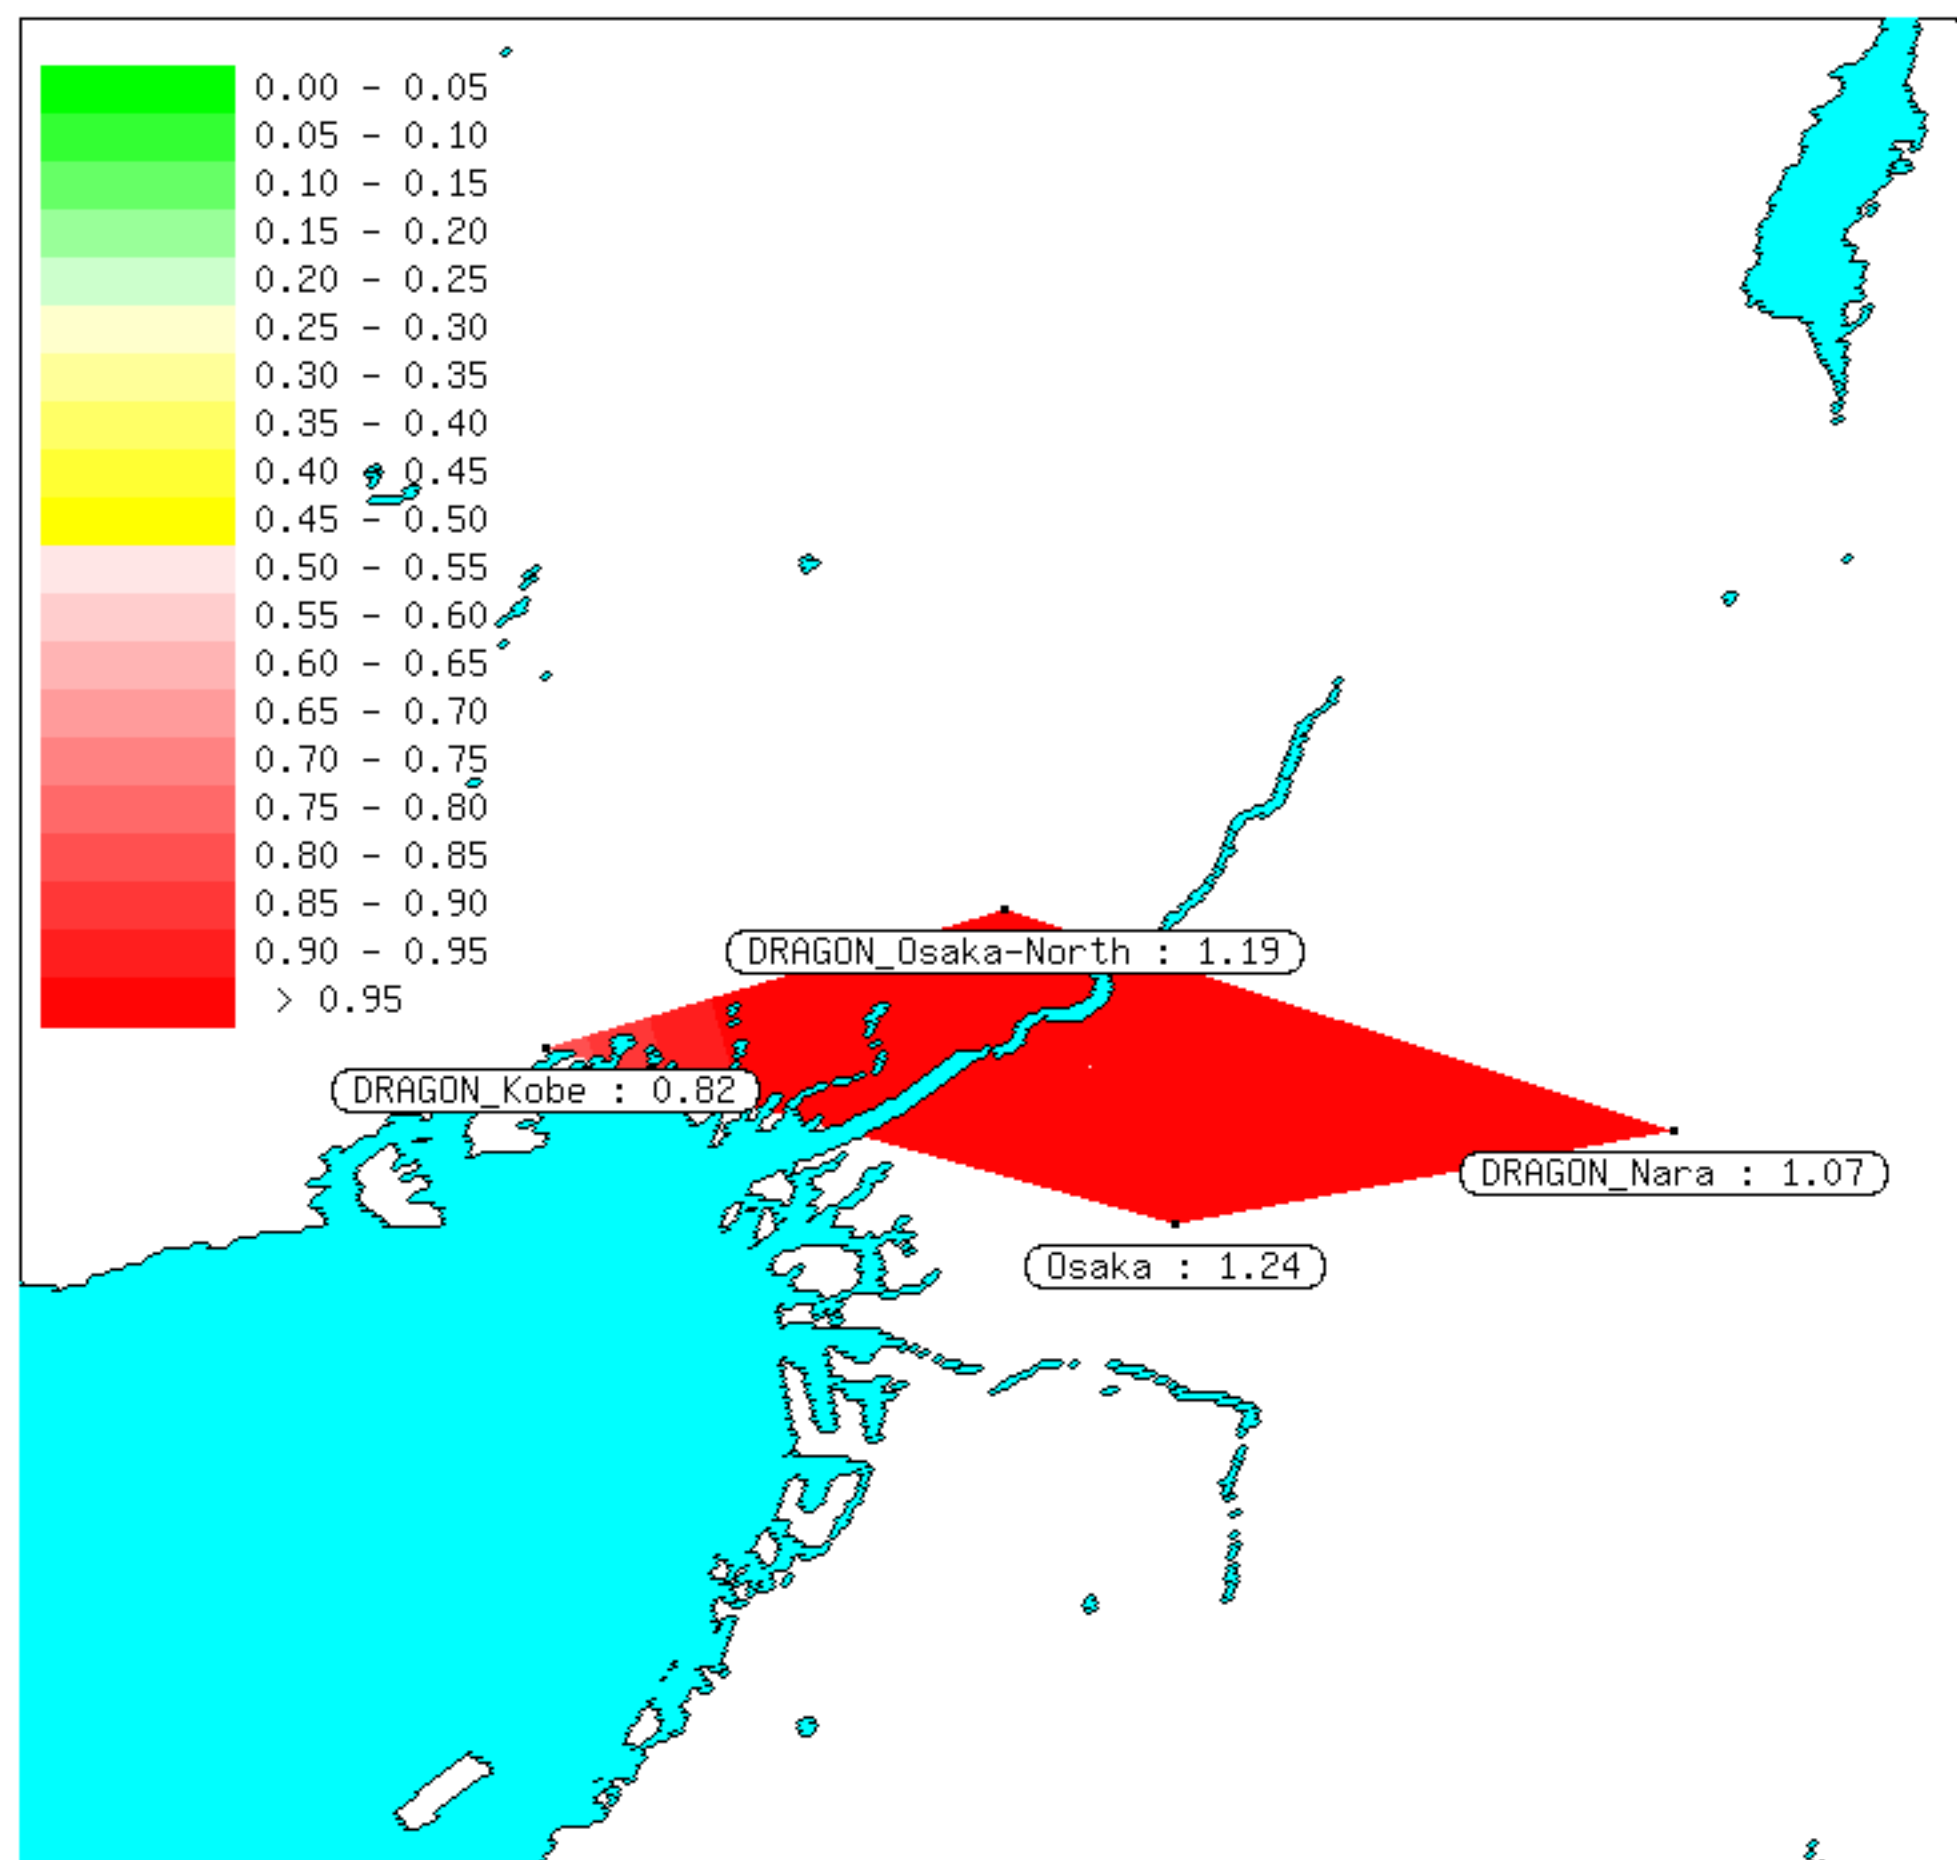 0.00 - 0.05
0.05 - 0.10
0.10 - 0.15
0.15 - 0.20
0.20 - 0.25
0.25 - 0.30
0.30 - 0.35
0.35 - 0.40
0.40 - 0.45
0.45 - 0.50
0.50 - 0.55
0.55 - 0.60
0.60 - 0.65
0.65 - 0.70
0.70 - 0.75
0.75 - 0.80
0.80 - 0.85
0.85 - 0.90
0.90 - 0.95
> 0.95
DRAGON_Osaka-North : 1.19
DRAGON_Kobe : 0.82
DRAGON_Nara : 1.07
Osaka : 1.24